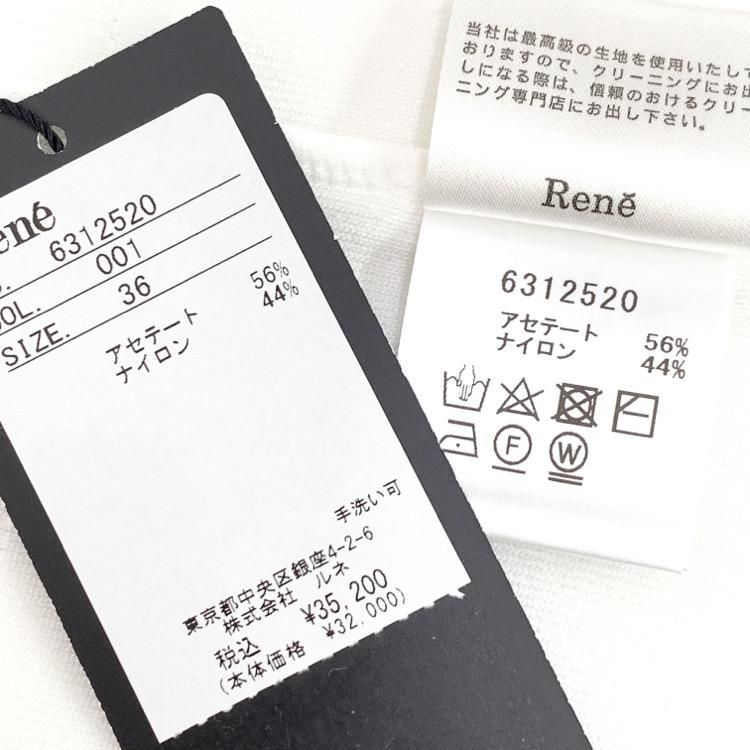 René
6312520
001
SIZE. 36
アセテート 56%
ナイロン 44%
手洗い可
東京都中央区銀座4-2-6
株式会社 ルネ
税込 ¥35,200
(本体価格 ¥32,000)
当社は最高級の生地を使用いたして
おりますので、クリーニングにお出
しになる際は、信頼のおけるクリー
ニング専門店にお出し下さい。
René
6312520
アセテート 56%
ナイロン 44%
F W